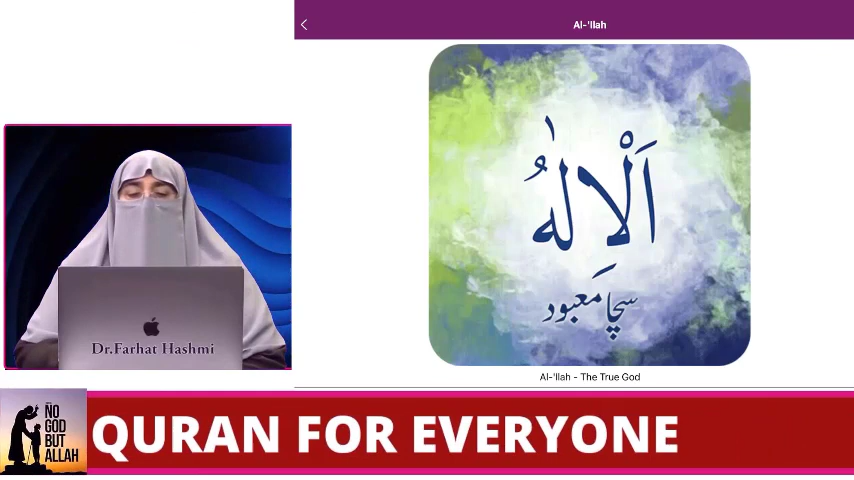 Al-'Ilah
اَلْاِلٰهُ
سچا معبود
Al-'Ilah - The True God
Dr.Farhat Hashmi
NO
GOD
BUT
ALLAH
QURAN FOR EVERYONE